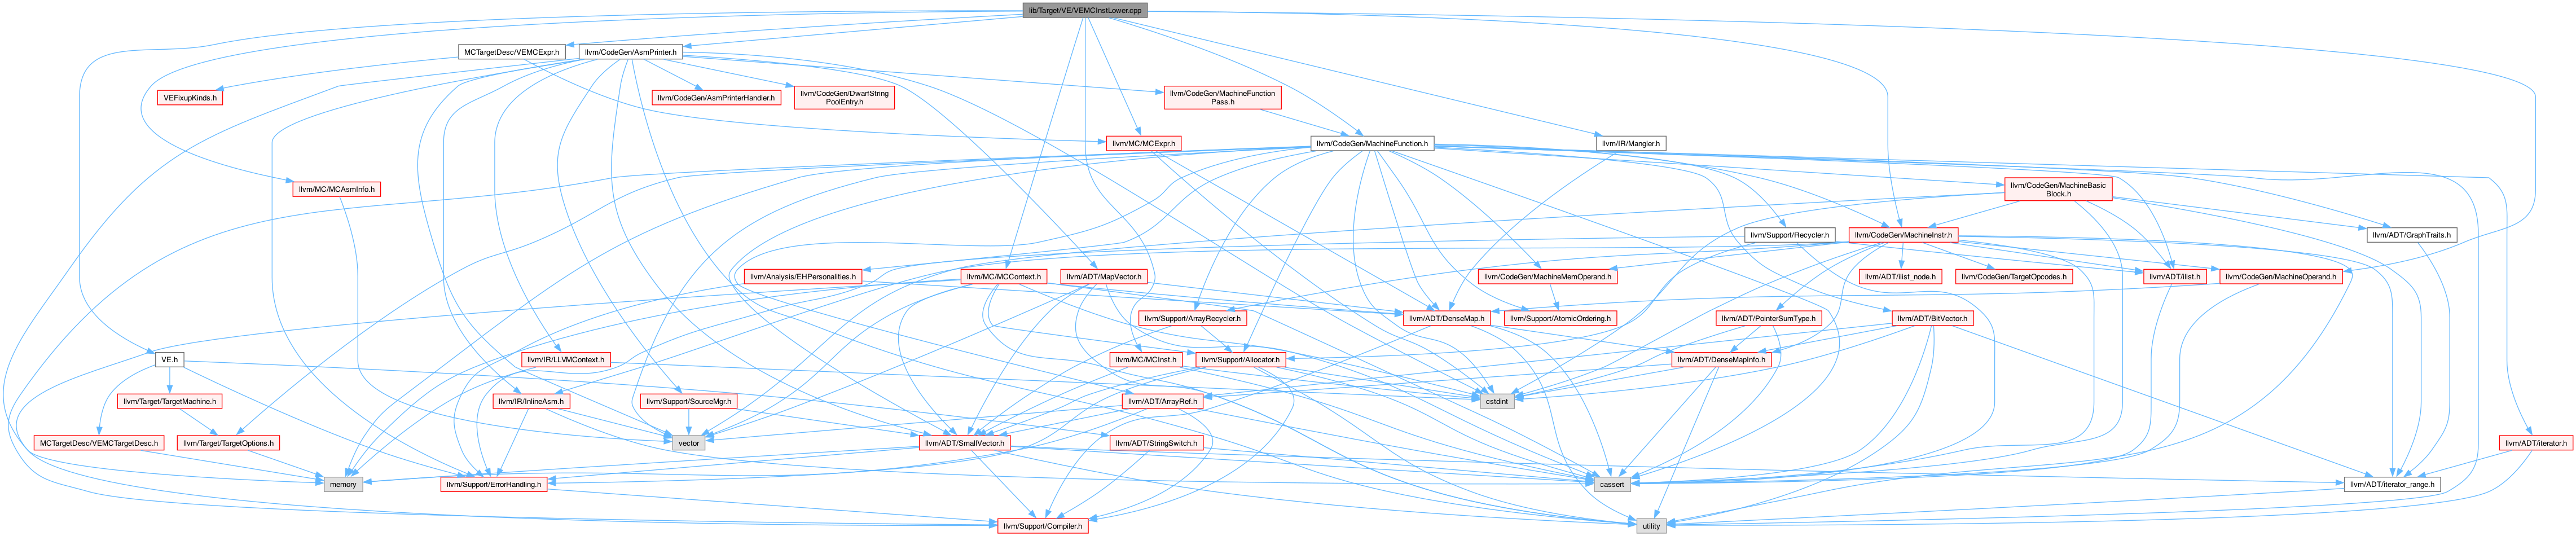 lib/Target/VE/VEMCInstLower.cpp
MCTargetDesc/VEMCExpr.h
llvm/CodeGen/AsmPrinter.h
VEFixupKinds.h
llvm/CodeGen/AsmPrinterHandler.h
llvm/CodeGen/DwarfString
PoolEntry.h
llvm/CodeGen/MachineFunction
Pass.h
llvm/MC/MCExpr.h
llvm/CodeGen/MachineFunction.h
llvm/IR/Mangler.h
llvm/MC/MCAsmInfo.h
llvm/CodeGen/MachineBasic
Block.h
llvm/Support/Recycler.h
llvm/CodeGen/MachineInstr.h
llvm/ADT/GraphTraits.h
llvm/Analysis/EHPersonalities.h
llvm/MC/MCContext.h
llvm/ADT/MapVector.h
llvm/CodeGen/MachineMemOperand.h
llvm/ADT/ilist_node.h
llvm/CodeGen/TargetOpcodes.h
llvm/ADT/ilist.h
llvm/CodeGen/MachineOperand.h
llvm/Support/ArrayRecycler.h
llvm/ADT/DenseMap.h
llvm/Support/AtomicOrdering.h
llvm/ADT/PointerSumType.h
llvm/ADT/BitVector.h
VE.h
llvm/IR/LLVMContext.h
llvm/MC/MCInst.h
llvm/Support/Allocator.h
llvm/ADT/DenseMapInfo.h
llvm/Target/TargetMachine.h
llvm/IR/InlineAsm.h
llvm/Support/SourceMgr.h
llvm/ADT/ArrayRef.h
cstdint
MCTargetDesc/VEMCTargetDesc.h
llvm/Target/TargetOptions.h
vector
llvm/ADT/SmallVector.h
llvm/ADT/StringSwitch.h
llvm/ADT/iterator.h
memory
llvm/Support/ErrorHandling.h
cassert
llvm/ADT/iterator_range.h
llvm/Support/Compiler.h
utility